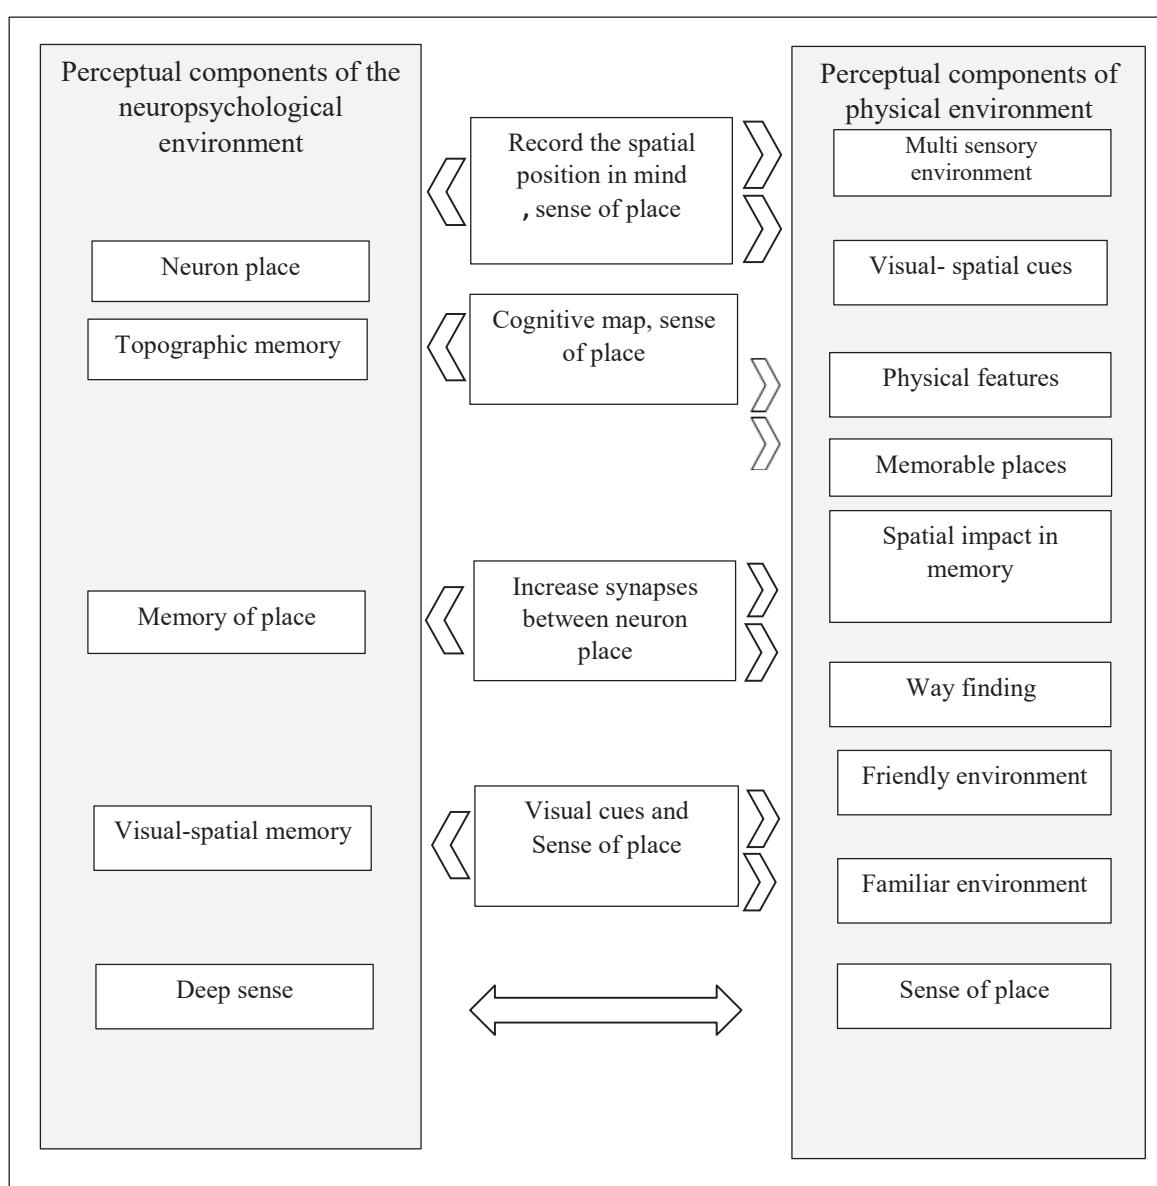 Perceptual components of the
neuropsychological
environment
Neuron place
Topographic memory
Memory of place
Visual-spatial memory
Deep sense
Record the spatial
position in mind
, sense of place
Cognitive map, sense
of place
Increase synapses
between neuron
place
Visual cues and
Sense of place
Perceptual components of
physical environment
Multi sensory
environment
Visual- spatial cues
Physical features
Memorable places
Spatial impact in
memory
Way finding
Friendly environment
Familiar environment
Sense of place